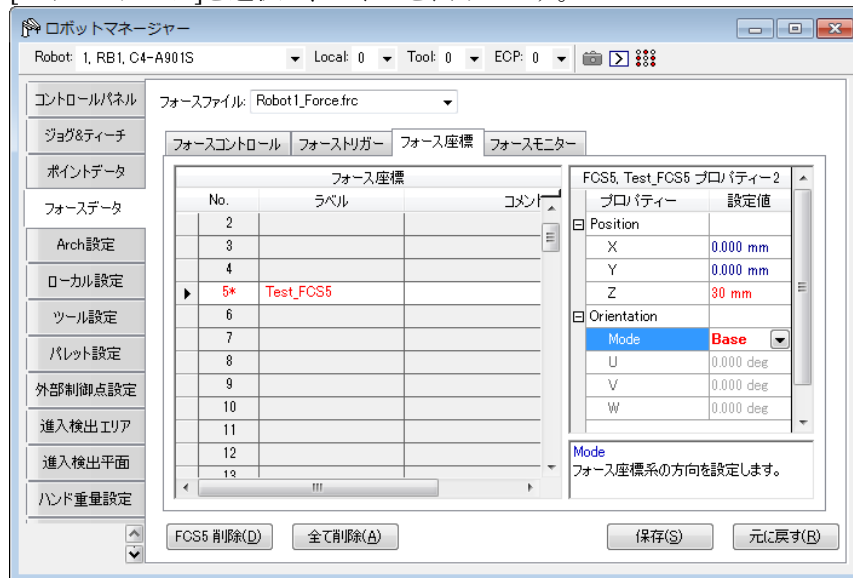 ロボットマネージャー
Robot: 1, RB1, C4-A901S Local: 0 Tool: 0 ECP: 0
コントロールパネル
ジョグ&ティーチ
ポイントデータ
フォースデータ
Arch設定
ローカル設定
ツール設定
パレット設定
外部制御点設定
進入検出エリア
進入検出平面
ハンド重量設定
フォースファイル: Robot1_Force.frc
フォースコントロール フォーストリガー フォース座標 フォースモニター
フォース座標
No. ラベル コメント
2
3
4
5* Test_FCS5
6
7
8
9
10
11
12
13
FCS5, Test_FCS5 プロパティー2
プロパティー 設定値
Position
X 0.000 mm
Y 0.000 mm
Z 30 mm
Orientation
Mode Base
U 0.000 deg
V 0.000 deg
W 0.000 deg
Mode
フォース座標系の方向を設定します。
FCS5 削除(D) 全て削除(A) 保存(S) 元に戻す(R)